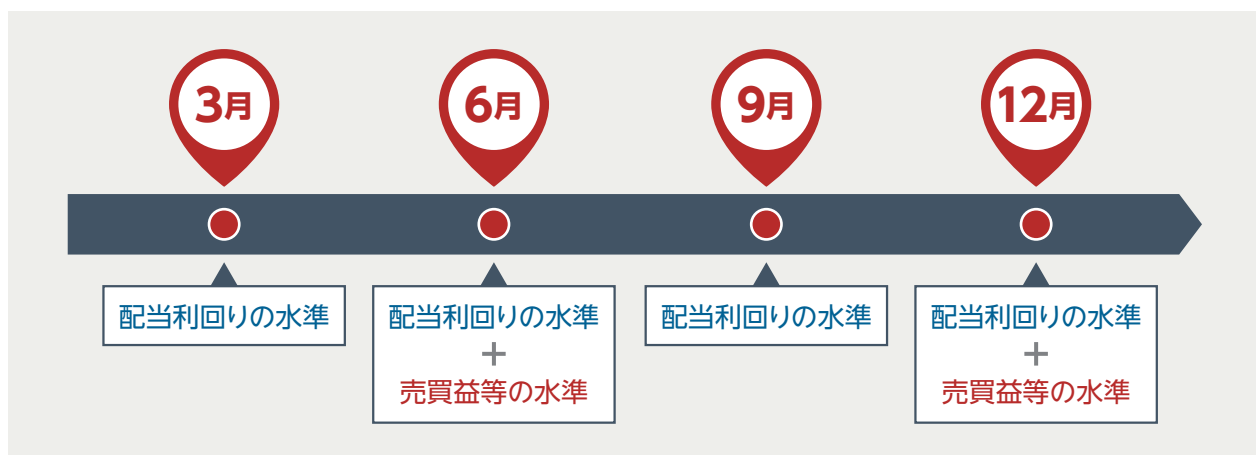 3月
6月
9月
12月
配当利回りの水準
配当利回りの水準
+
売買益等の水準
配当利回りの水準
配当利回りの水準
+
売買益等の水準